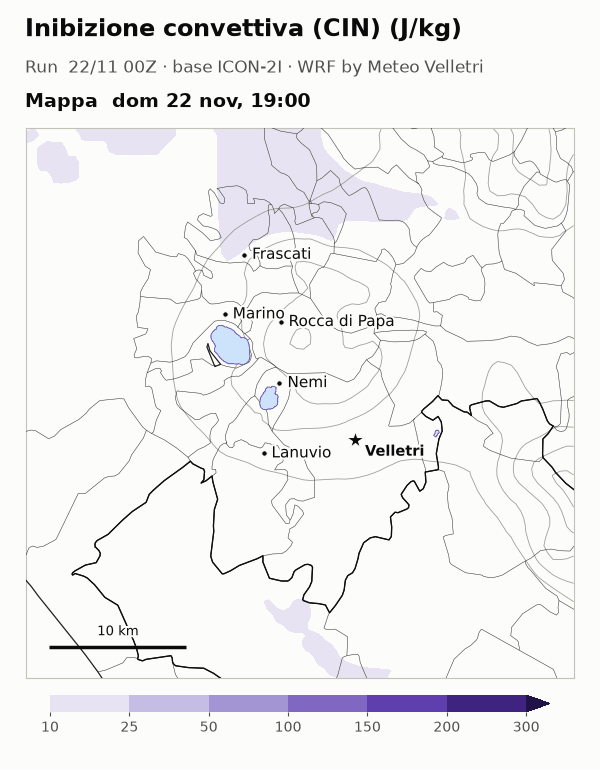 Inibizione convettiva (CIN) (J/kg)
Run  22/11 00Z · base ICON-2I · WRF by Meteo Velletri
Mappa  dom 22 nov, 19:00
Frascati
Marino
Rocca di Papa
Nemi
Velletri
Lanuvio
10 km
10 25 50 100 150 200 300